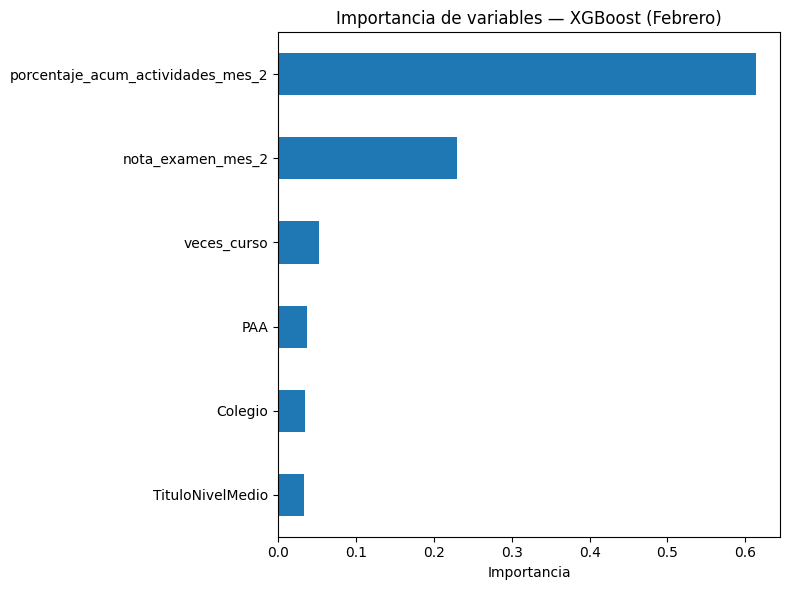 Importancia de variables — XGBoost (Febrero)
porcentaje_acum_actividades_mes_2
nota_examen_mes_2
veces_curso
PAA
Colegio
TituloNivelMedio
0.0 0.1 0.2 0.3 0.4 0.5 0.6
Importancia